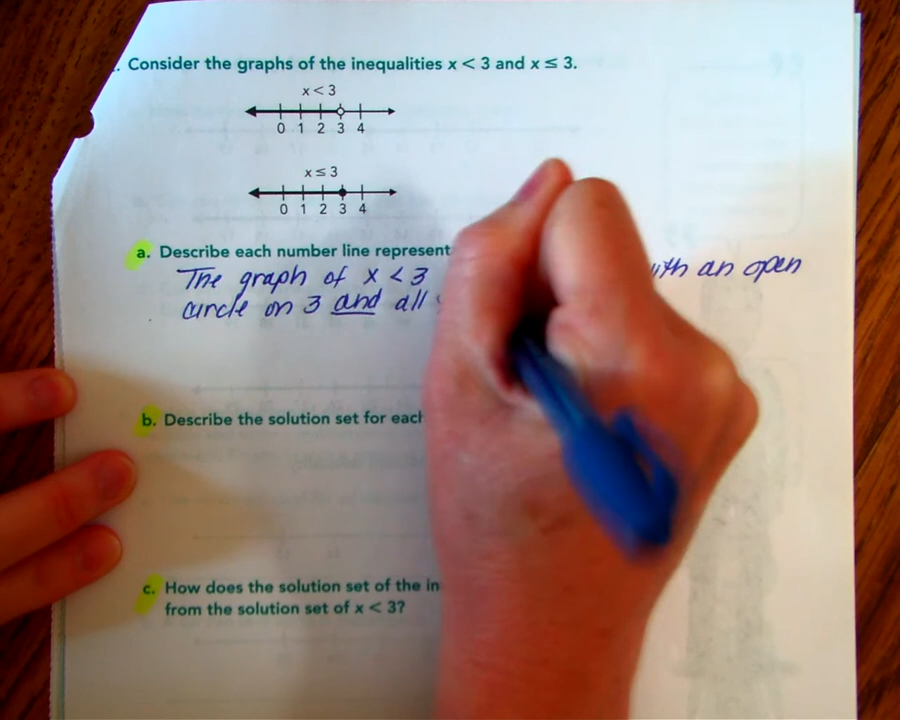 . Consider the graphs of the inequalities x < 3 and x ≤ 3.
x < 3
0 1 2 3 4
x ≤ 3
0 1 2 3 4
a. Describe each number line represent
The graph of x < 3 with an open
circle on 3 and all
b. Describe the solution set for each
c. How does the solution set of the in
from the solution set of x < 3?